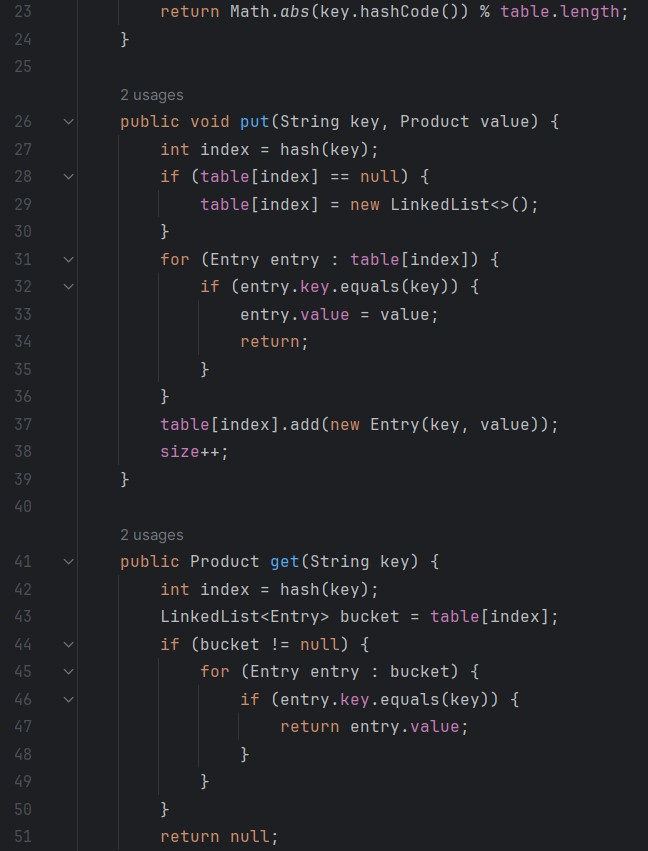 23 return Math.abs(key.hashCode()) % table.length;
24 }
25
2 usages
26 public void put(String key, Product value) {
27 int index = hash(key);
28 if (table[index] == null) {
29 table[index] = new LinkedList<>();
30 }
31 for (Entry entry : table[index]) {
32 if (entry.key.equals(key)) {
33 entry.value = value;
34 return;
35 }
36 }
37 table[index].add(new Entry(key, value));
38 size++;
39 }
40
2 usages
41 public Product get(String key) {
42 int index = hash(key);
43 LinkedList<Entry> bucket = table[index];
44 if (bucket != null) {
45 for (Entry entry : bucket) {
46 if (entry.key.equals(key)) {
47 return entry.value;
48 }
49 }
50 }
51 return null;